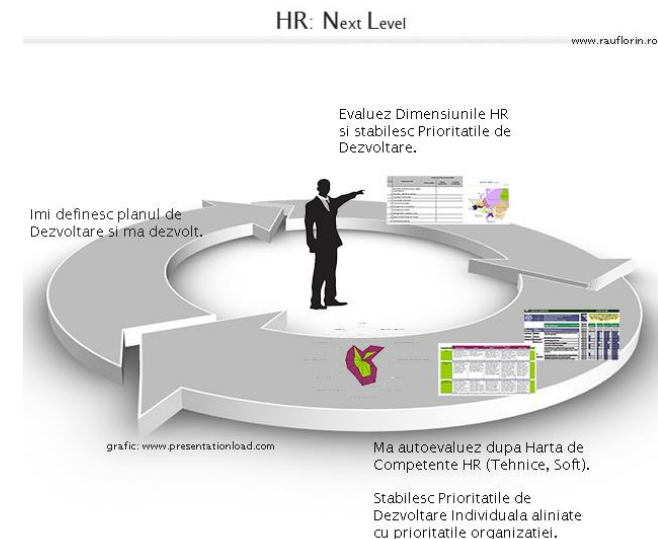 HR: Next Level
www.rauflorin.ro
Evaluez Dimensiunile HR
si stabilesc Prioritatile de
Dezvoltare.
Imi definesc planul de
Dezvoltare si ma dezvolt.
grafic: www.presentationload.com
Ma autoevaluez dupa Harta de
Competente HR (Tehnice, Soft).
Stabilesc Prioritatile de
Dezvoltare Individuala aliniate
cu prioritatile organizatiei.